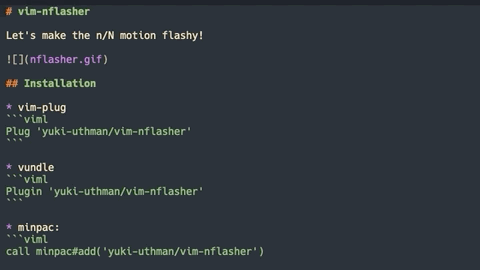 # vim-nflasher
Let's make the n/N motion flashy!
![](nflasher.gif)
## Installation
* vim-plug
```viml
Plug 'yuki-uthman/vim-nflasher'
```
* vundle
```viml
Plugin 'yuki-uthman/vim-nflasher'
```
* minpac:
```viml
call minpac#add('yuki-uthman/vim-nflasher')